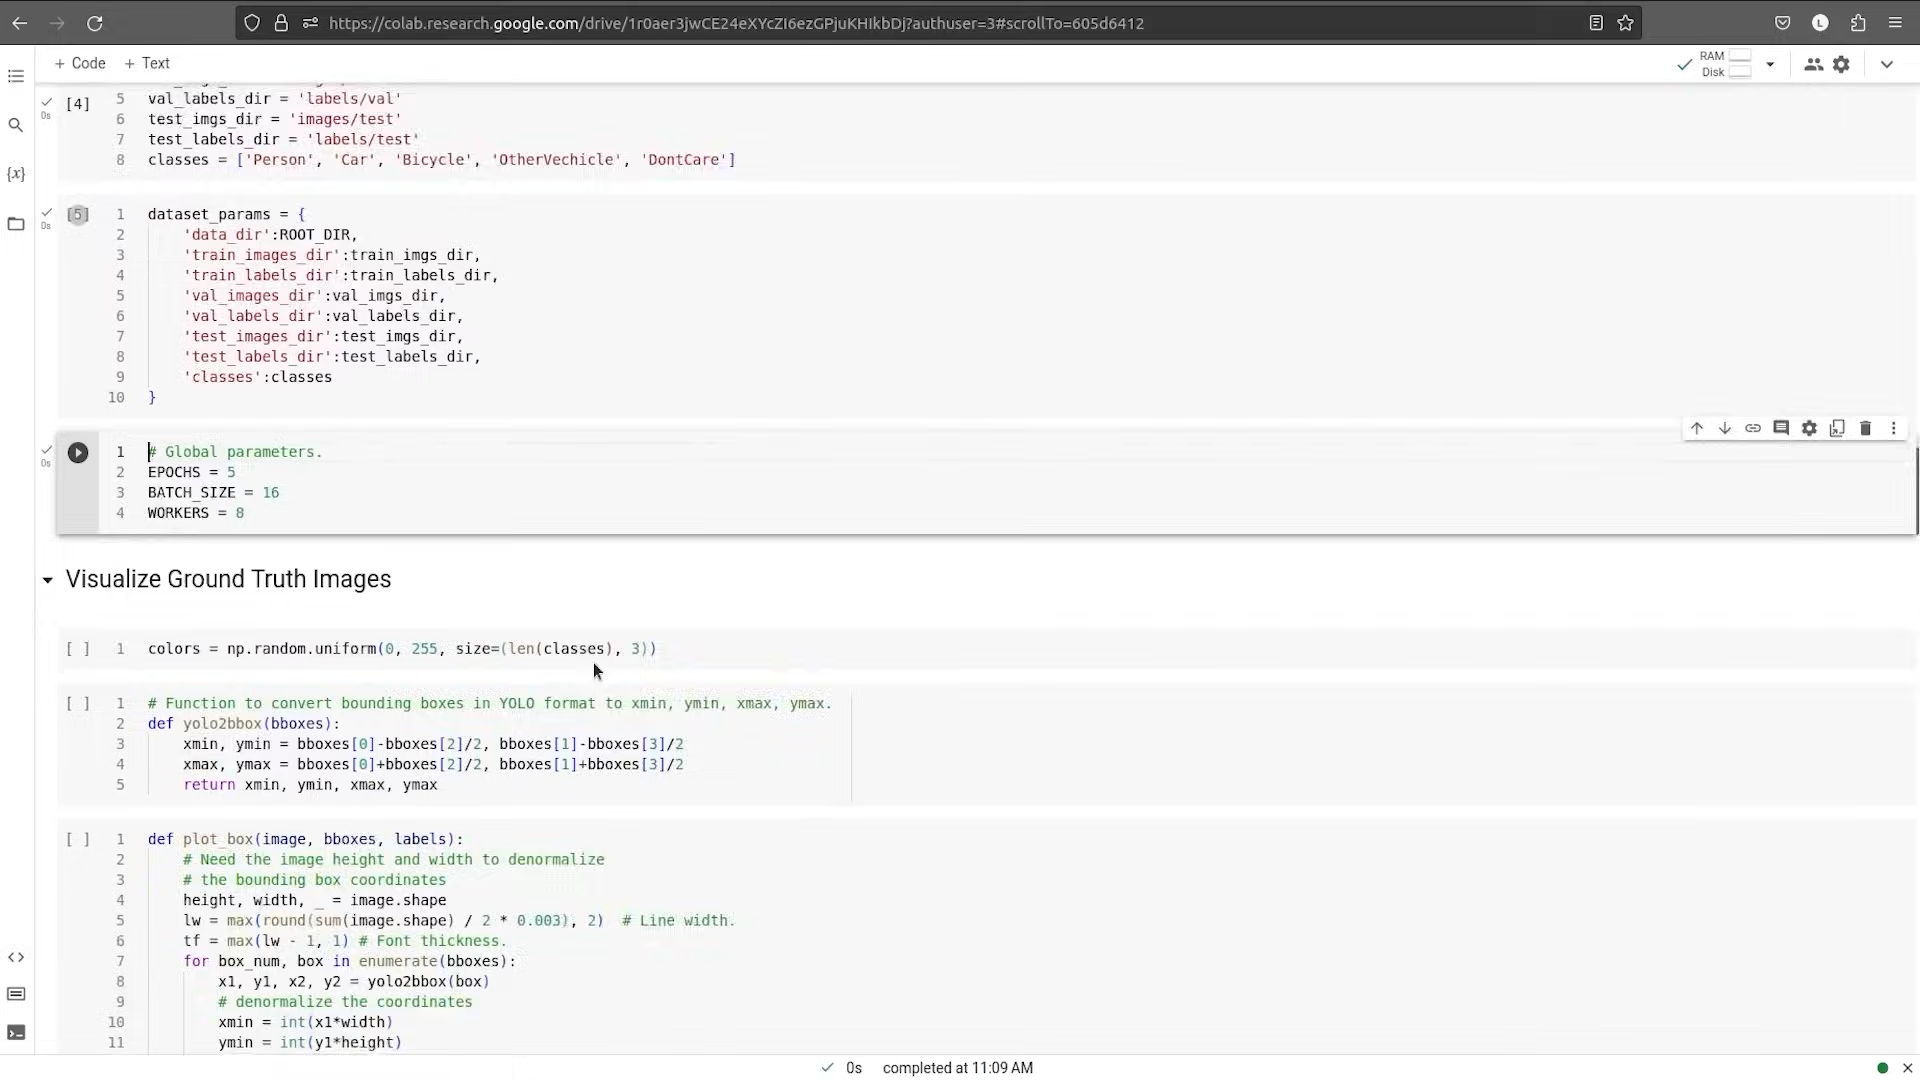 https://colab.research.google.com/drive/1r0aer3jwCE24eXYcZI6ezGPjuKHIkbDj?authuser=3#scrollTo=605d6412
L
+ Code + Text
RAM
Disk
[4]
0s
5 val_labels_dir = 'labels/val'
6 test_imgs_dir = 'images/test'
7 test_labels_dir = 'labels/test'
8 classes = ['Person', 'Car', 'Bicycle', 'OtherVechicle', 'DontCare']
{x}
[5]
0s
1 dataset_params = {
2 'data_dir':ROOT_DIR,
3 'train_images_dir':train_imgs_dir,
4 'train_labels_dir':train_labels_dir,
5 'val_images_dir':val_imgs_dir,
6 'val_labels_dir':val_labels_dir,
7 'test_images_dir':test_imgs_dir,
8 'test_labels_dir':test_labels_dir,
9 'classes':classes
10 }
0s
1 # Global parameters.
2 EPOCHS = 5
3 BATCH_SIZE = 16
4 WORKERS = 8
Visualize Ground Truth Images
[ ] 1 colors = np.random.uniform(0, 255, size=(len(classes), 3))
[ ] 1 # Function to convert bounding boxes in YOLO format to xmin, ymin, xmax, ymax.
2 def yolo2bbox(bboxes):
3 xmin, ymin = bboxes[0]-bboxes[2]/2, bboxes[1]-bboxes[3]/2
4 xmax, ymax = bboxes[0]+bboxes[2]/2, bboxes[1]+bboxes[3]/2
5 return xmin, ymin, xmax, ymax
[ ] 1 def plot_box(image, bboxes, labels):
2 # Need the image height and width to denormalize
3 # the bounding box coordinates
4 height, width, _ = image.shape
5 lw = max(round(sum(image.shape) / 2 * 0.003), 2) # Line width.
6 tf = max(lw - 1, 1) # Font thickness.
7 for box_num, box in enumerate(bboxes):
8 x1, y1, x2, y2 = yolo2bbox(box)
9 # denormalize the coordinates
10 xmin = int(x1*width)
11 ymin = int(y1*height)
0s completed at 11:09 AM